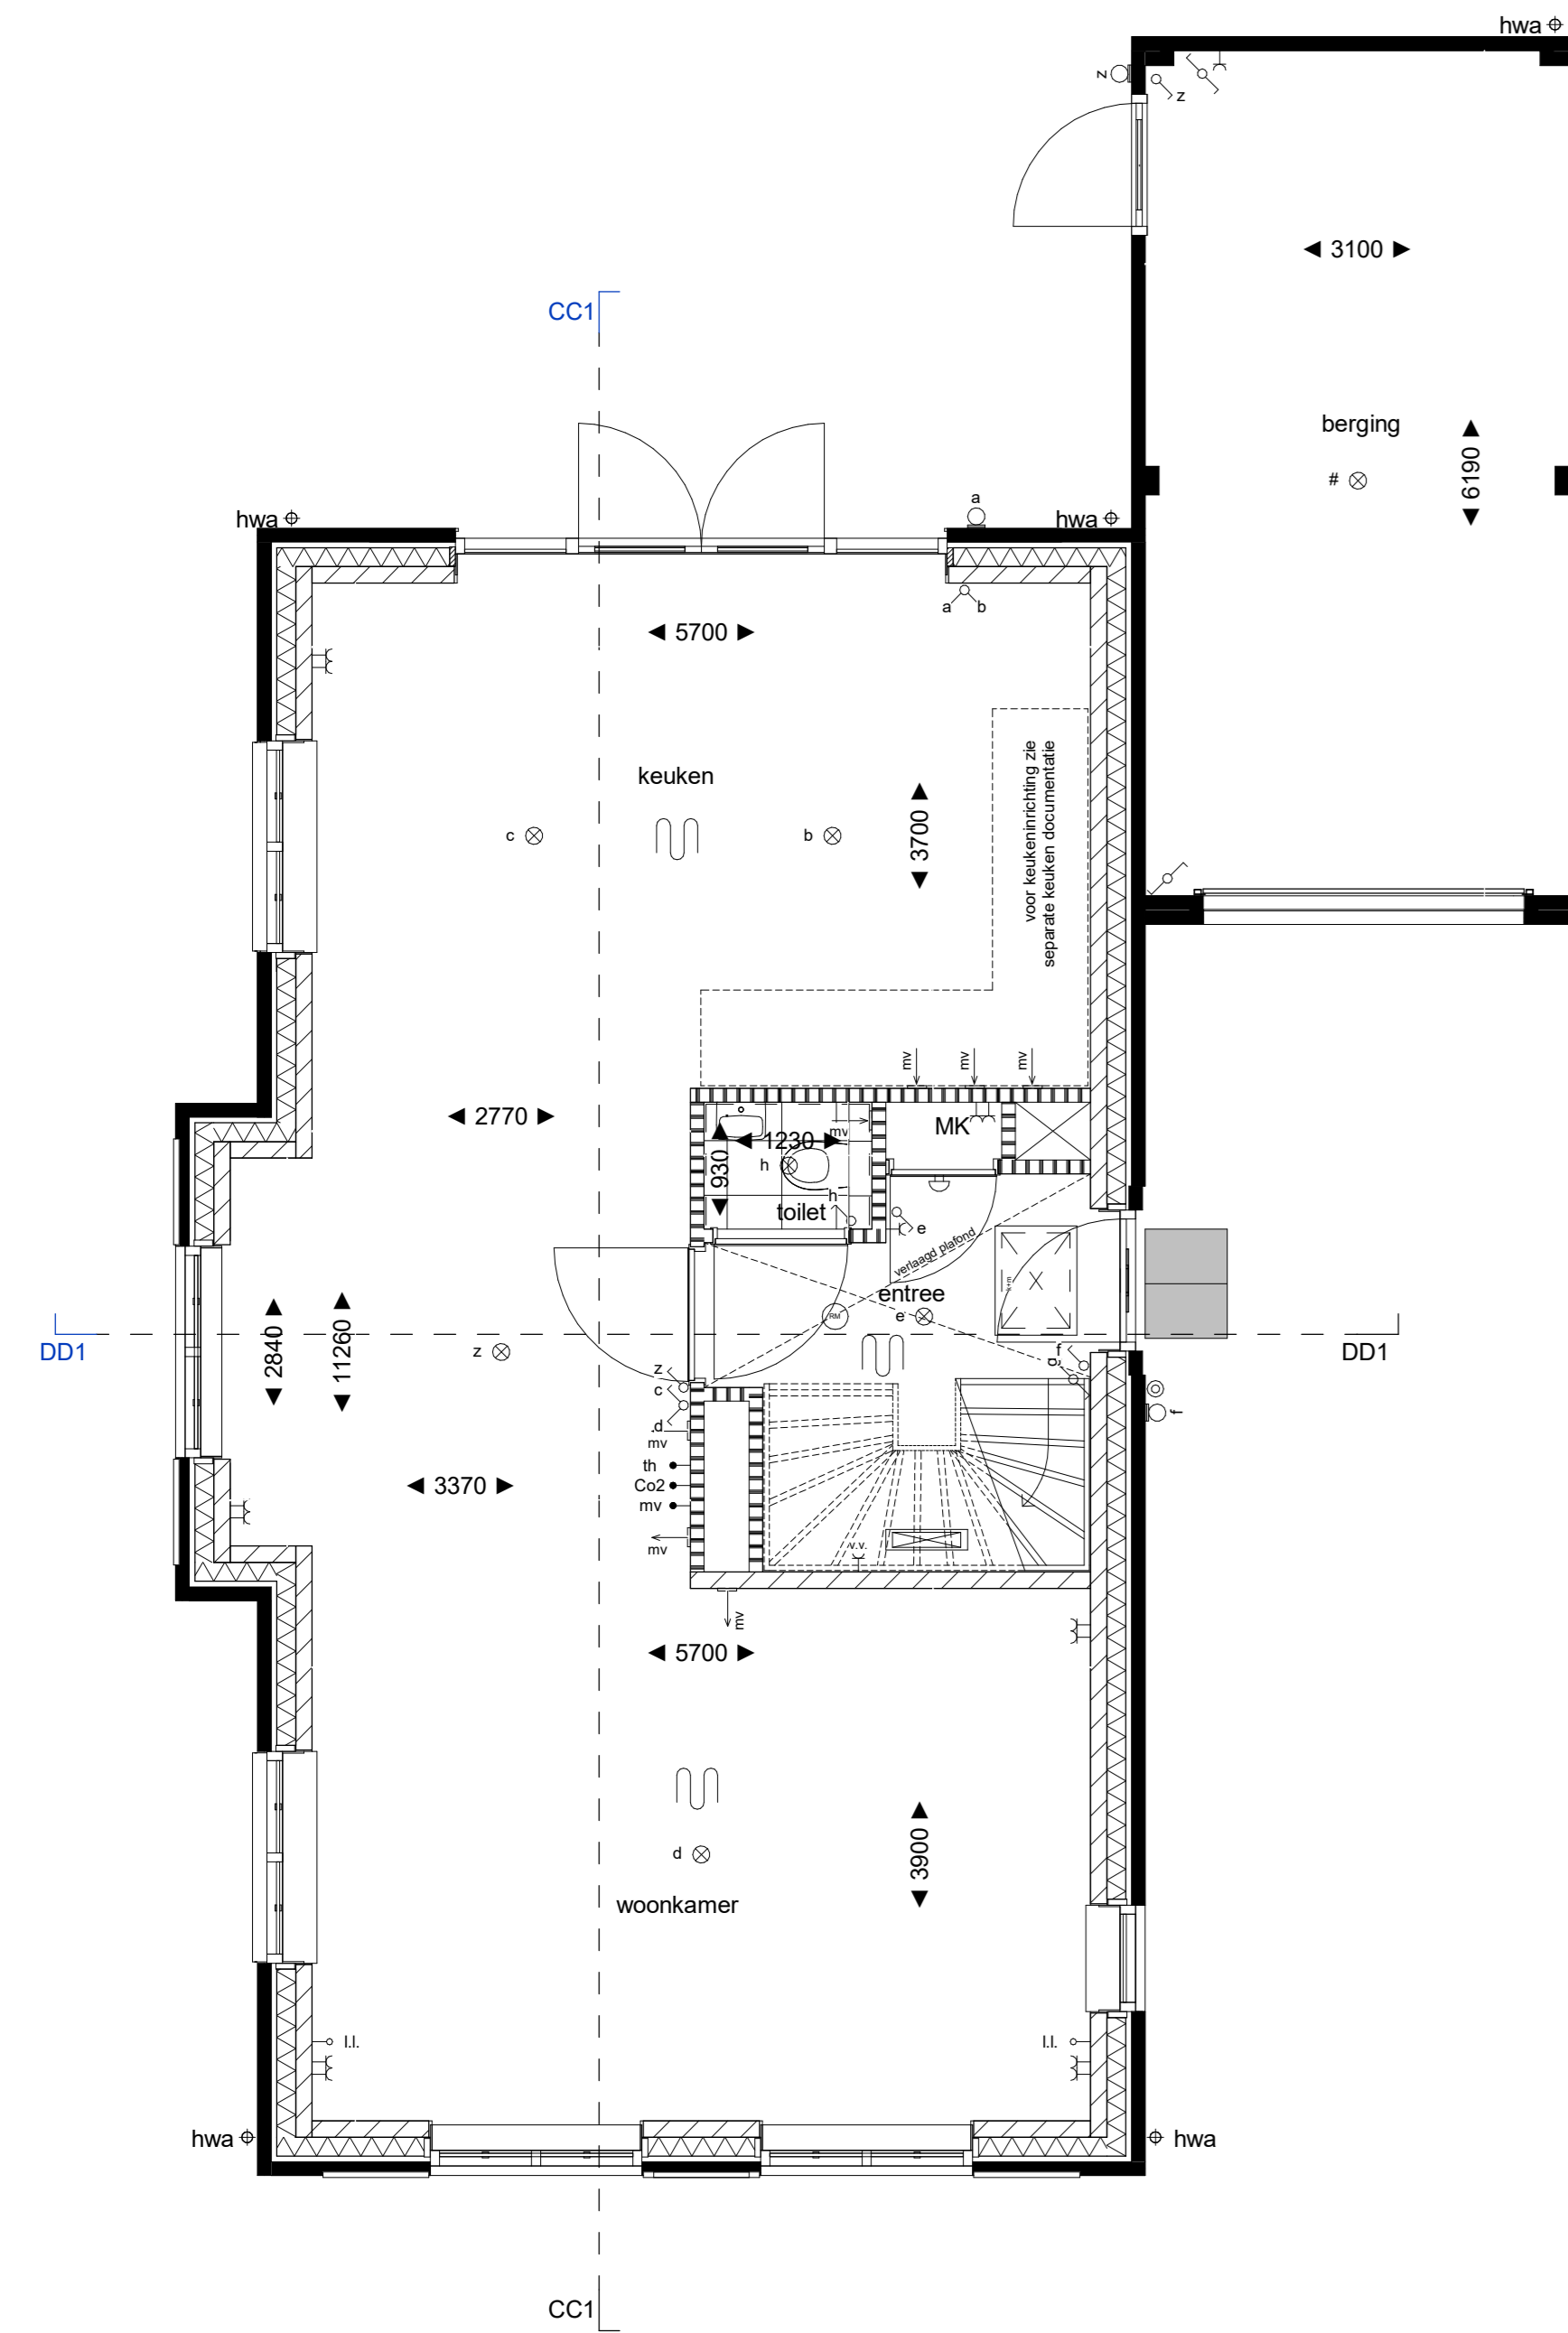 hwa
z
z
3100
CC1
berging
6190
#
a
hwa
hwa
a
b
5700
keuken
voor keukeninrichting zie
separate keuken documentatie
3700
c
b
mv
mv
mv
2770
MK
1230
mv
930
h
h
toilet
e
verlaagd plafond
entree
k+m
RM
e
2840
11260
DD1
z
f
g
DD1
z
c
d
mv
f
th
Co2
mv
3370
mv
v.v.
mv
5700
3900
d
woonkamer
l.l.
l.l.
hwa
hwa
CC1